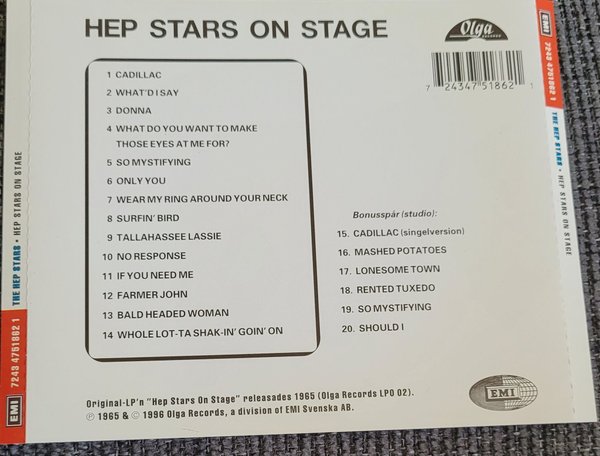 HEP STARS ON STAGE
Olga
RECORDS
7 24347 51862 1
1 CADILLAC
2 WHAT'D I SAY
3 DONNA
4 WHAT DO YOU WANT TO MAKE
THOSE EYES AT ME FOR?
5 SO MYSTIFYING
6 ONLY YOU
7 WEAR MY RING AROUND YOUR NECK
8 SURFIN' BIRD
9 TALLAHASSEE LASSIE
10 NO RESPONSE
11 IF YOU NEED ME
12 FARMER JOHN
13 BALD HEADED WOMAN
14 WHOLE LOT-TA SHAK-IN' GOIN' ON
Bonusspår (studio):
15. CADILLAC (singelversion)
16. MASHED POTATOES
17. LONESOME TOWN
18. RENTED TUXEDO
19. SO MYSTIFYING
20. SHOULD I
Original-LP'n "Hep Stars On Stage" releasades 1965 (Olga Records LPO 02).
℗ 1965 & © 1996 Olga Records, a division of EMI Svenska AB.
EMI
EMI 7243 4751862 1 THE HEP STARS • HEP STARS ON STAGE
EMI 7243 4751862 1 THE HEP STARS • HEP STARS ON STAGE